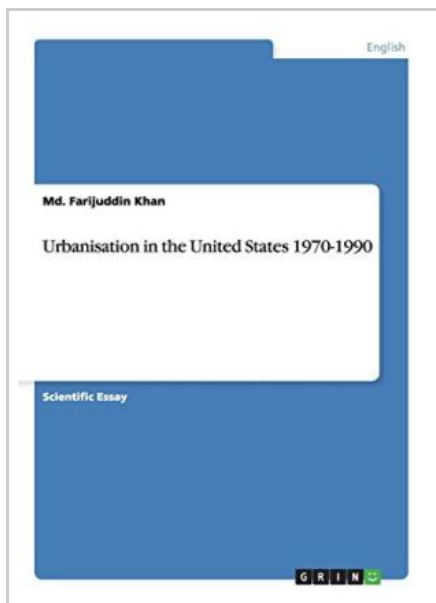 English
Md. Farijuddin Khan
Urbanisation in the United States 1970-1990
Scientific Essay
GRIN